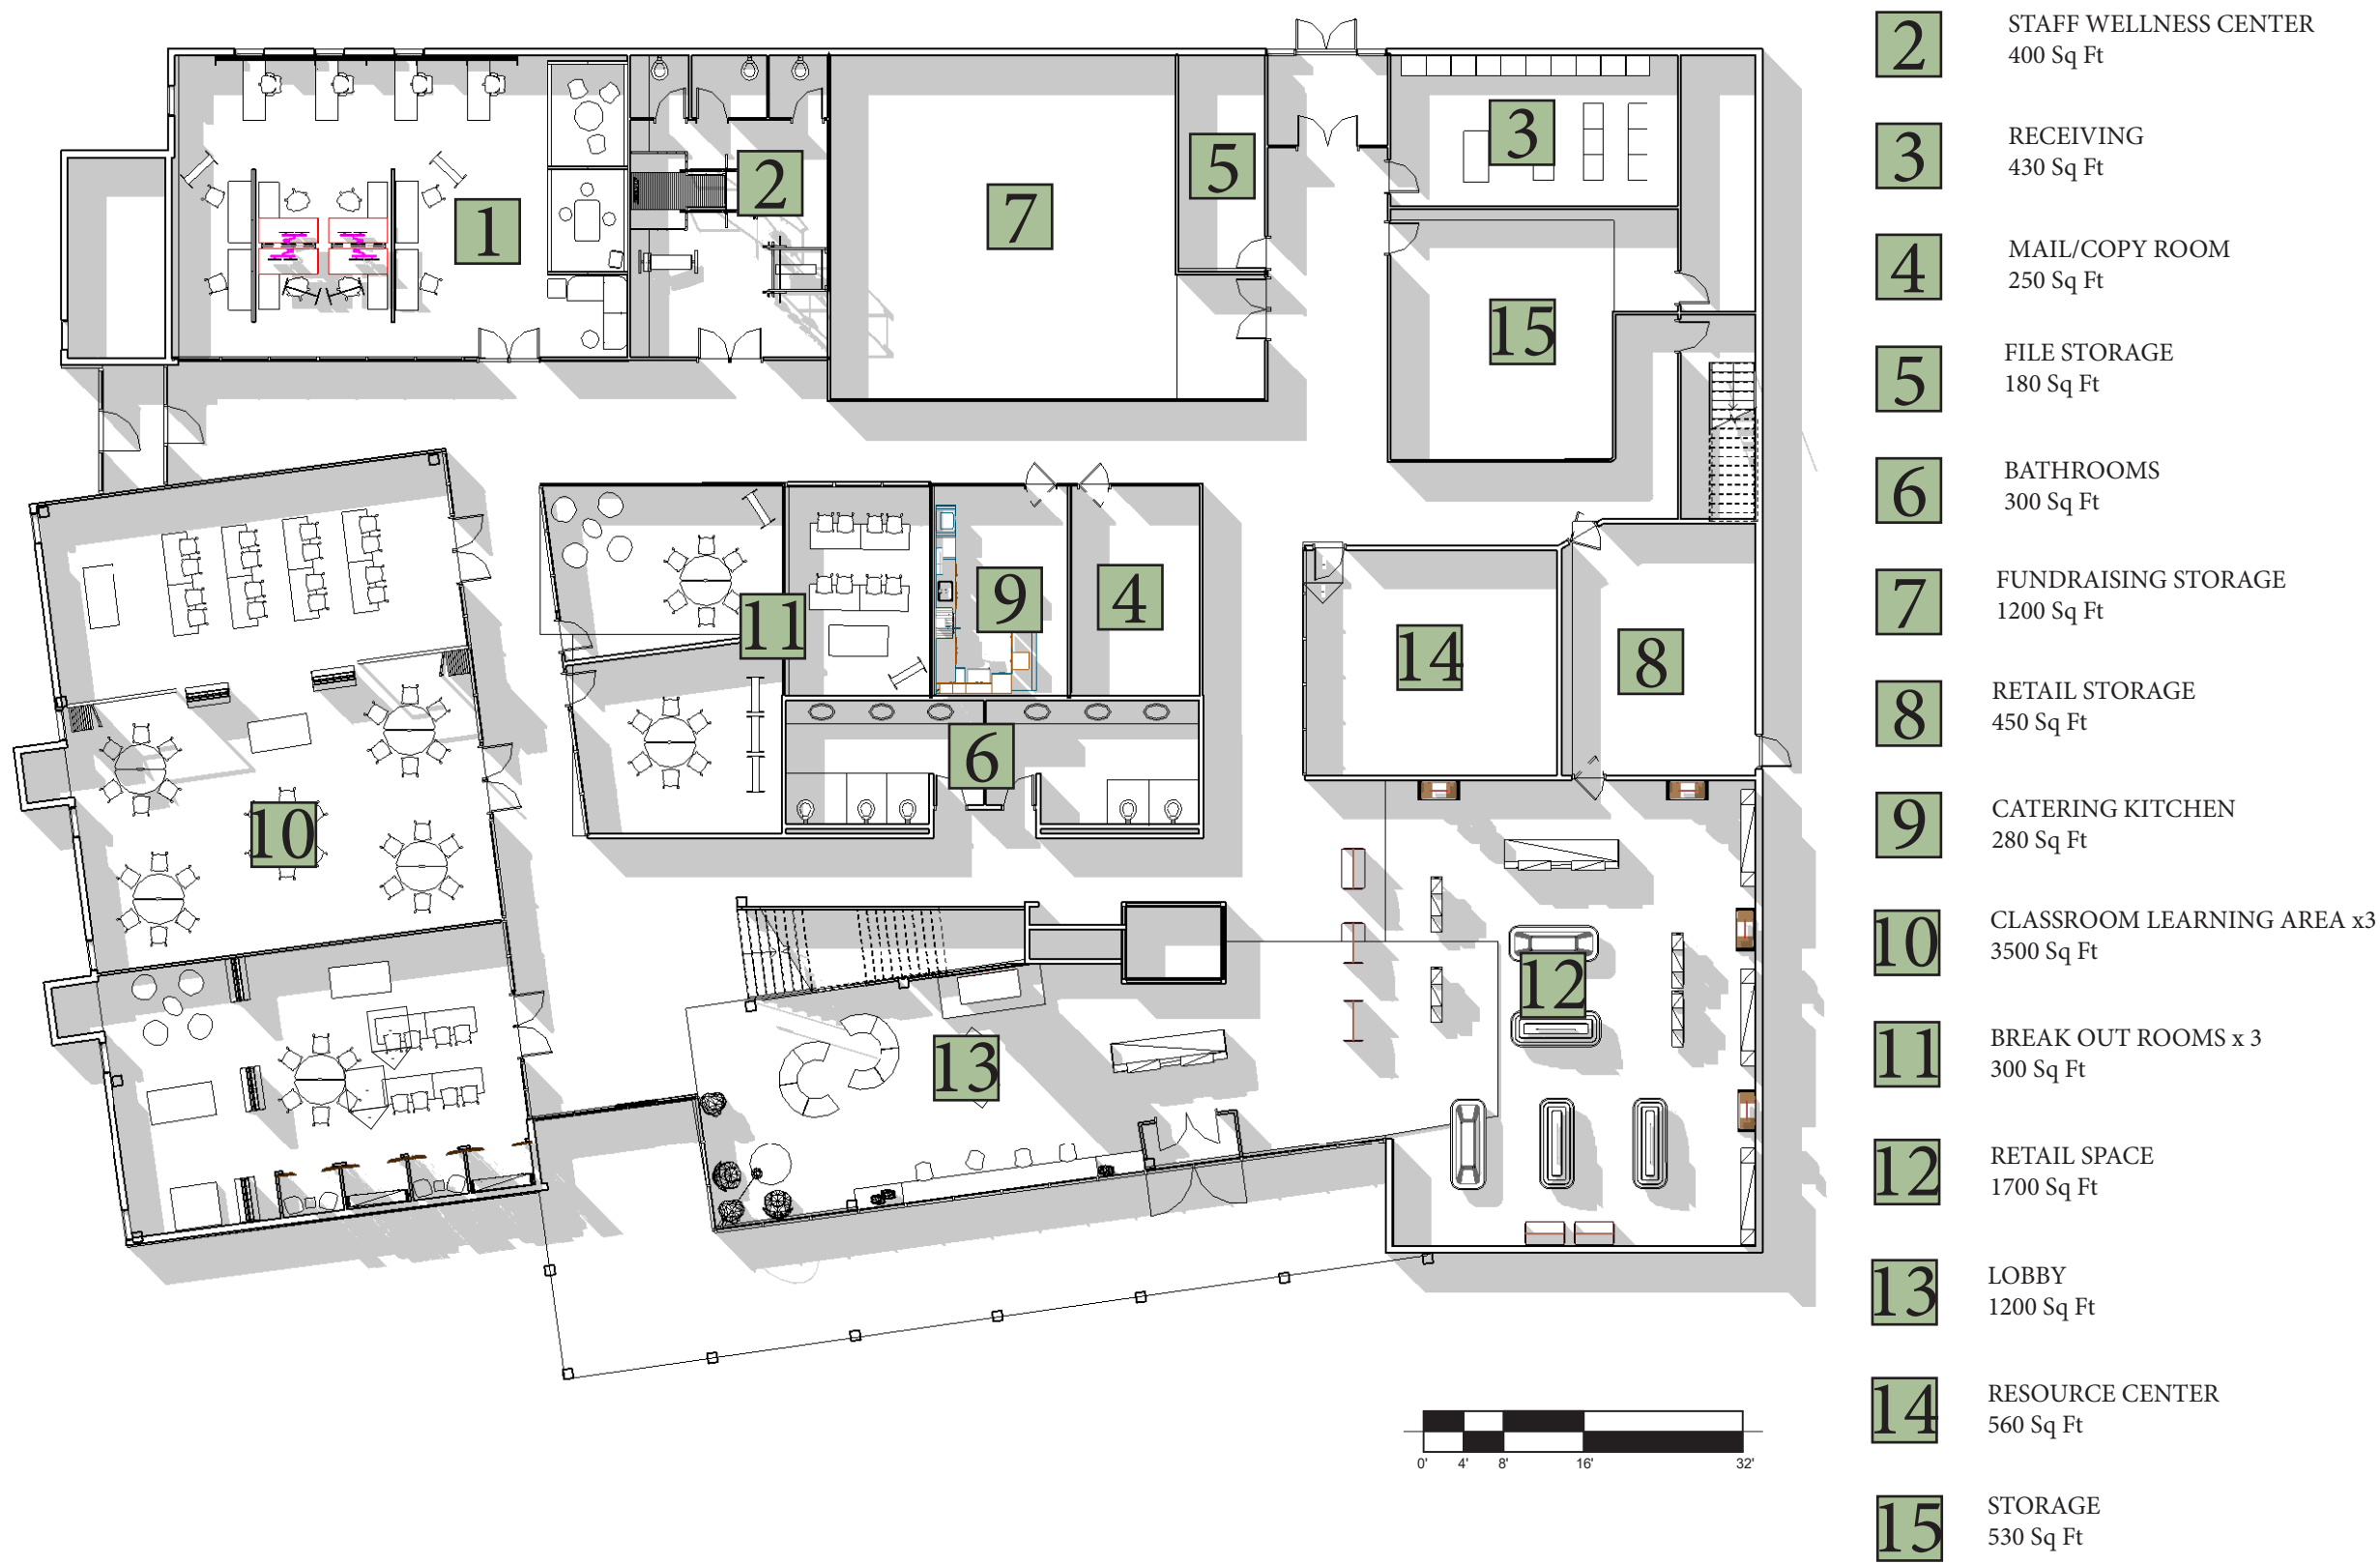 1
2
7
5
3
15
11
9
4
14
8
6
10
12
13
0' 4' 8' 16' 32'
2 STAFF WELLNESS CENTER
400 Sq Ft
3 RECEIVING
430 Sq Ft
4 MAIL/COPY ROOM
250 Sq Ft
5 FILE STORAGE
180 Sq Ft
6 BATHROOMS
300 Sq Ft
7 FUNDRAISING STORAGE
1200 Sq Ft
8 RETAIL STORAGE
450 Sq Ft
9 CATERING KITCHEN
280 Sq Ft
10 CLASSROOM LEARNING AREA x3
3500 Sq Ft
11 BREAK OUT ROOMS x 3
300 Sq Ft
12 RETAIL SPACE
1700 Sq Ft
13 LOBBY
1200 Sq Ft
14 RESOURCE CENTER
560 Sq Ft
15 STORAGE
530 Sq Ft